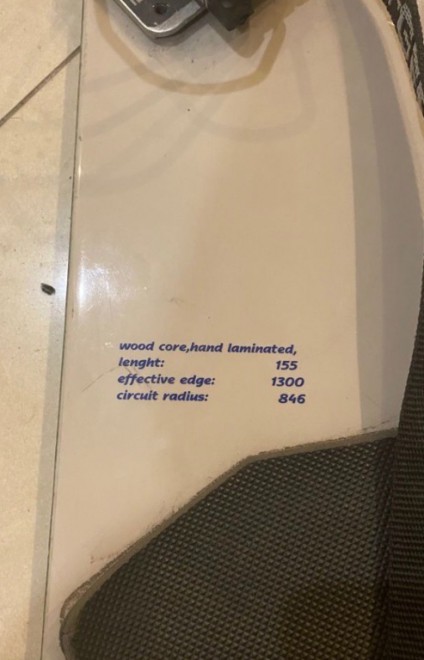 wood core,hand laminated,
lenght: 155
effective edge: 1300
circuit radius: 846